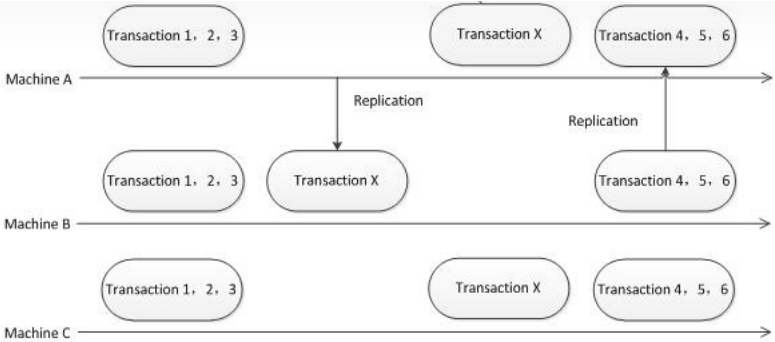 Transaction 1, 2, 3
Transaction X
Transaction 4, 5, 6
Machine A
Replication
Replication
Transaction 1, 2, 3
Transaction X
Transaction 4, 5, 6
Machine B
Transaction 1, 2, 3
Transaction X
Transaction 4, 5, 6
Machine C